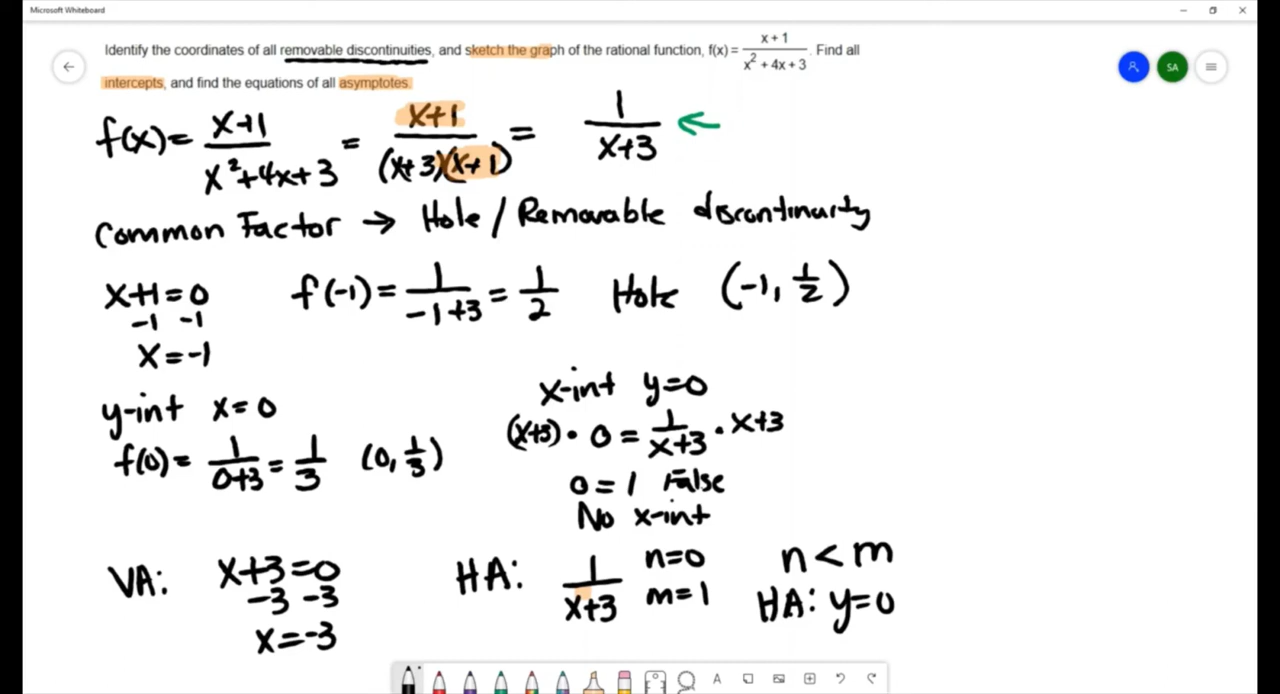 Microsoft Whiteboard
Identify the coordinates of all removable discontinuities, and sketch the graph of the rational function, f(x) = (x + 1)/(x² + 4x + 3). Find all
intercepts, and find the equations of all asymptotes.
SA
f(x) = (x+1)/(x²+4x+3) = (x+1)/((x+3)(x+1)) = 1/(x+3) ←
Common Factor → Hole / Removable discontinuity
x+1 = 0
-1 -1
x = -1
f(-1) = 1/(-1+3) = 1/2 Hole (-1, 1/2)
y-int x = 0
f(0) = 1/(0+3) = 1/3 (0, 1/3)
x-int y=0
(x+3) · 0 = 1/(x+3) · x+3
0 = 1 False
No x-int
VA: x+3=0
-3 -3
x=-3
HA: 1/(x+3) n=0
m=1
n < m
HA: y=0
A